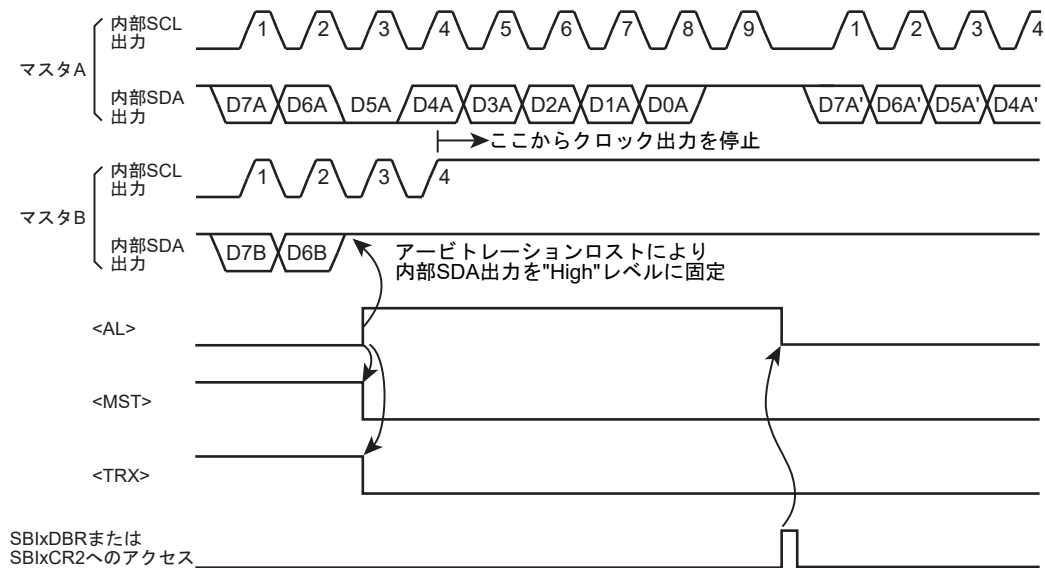 マスタA
内部SCL
出力
1 2 3 4 5 6 7 8 9 1 2 3 4
内部SDA
出力
D7A D6A D5A D4A D3A D2A D1A D0A D7A' D6A' D5A' D4A'
ここからクロック出力を停止
マスタB
内部SCL
出力
1 2 3 4
内部SDA
出力
D7B D6B
アービトレーションロストにより
内部SDA出力を"High"レベルに固定
<AL>
<MST>
<TRX>
SBIxDBRまたは
SBIxCR2へのアクセス